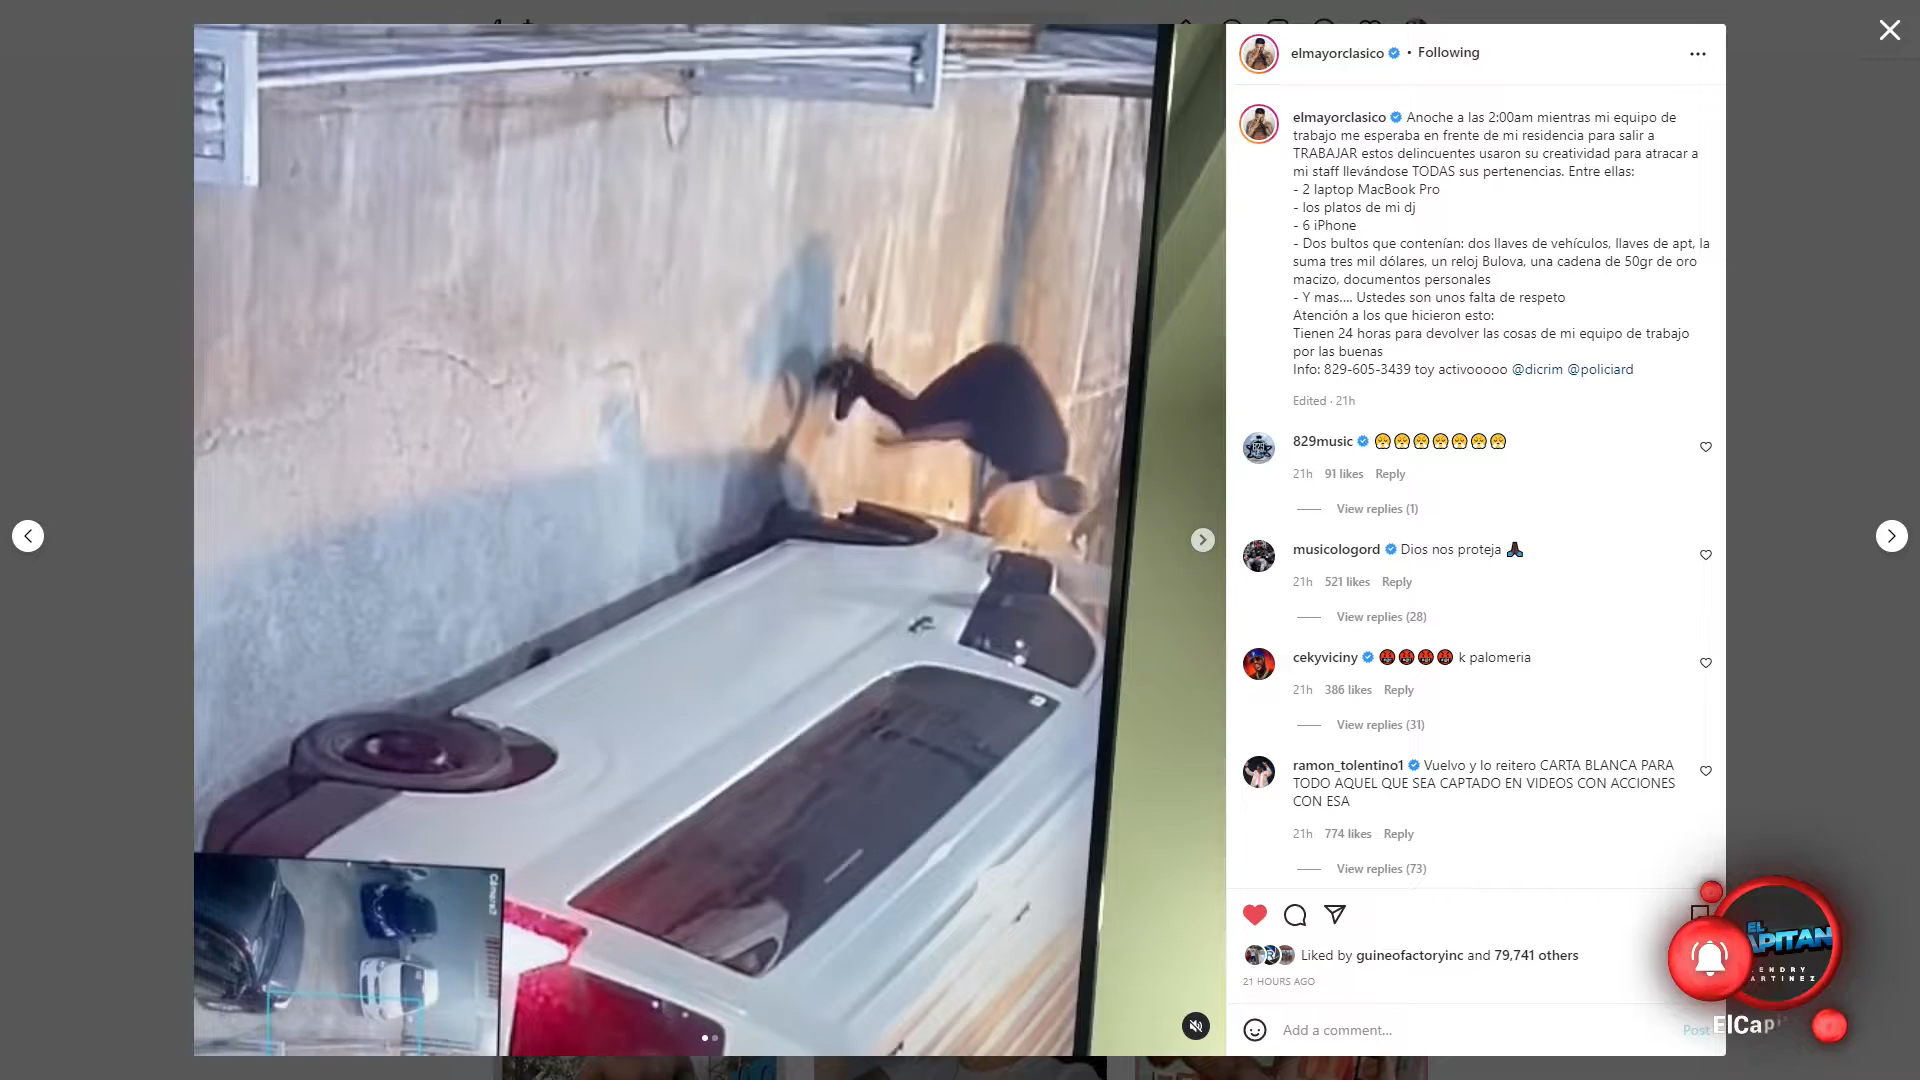 elmayorclasico • Following
elmayorclasico Anoche a las 2:00am mientras mi equipo de
trabajo me esperaba en frente de mi residencia para salir a
TRABAJAR estos delincuentes usaron su creatividad para atracar a
mi staff llevándose TODAS sus pertenencias. Entre ellas:
- 2 laptop MacBook Pro
- los platos de mi dj
- 6 iPhone
- Dos bultos que contenían: dos llaves de vehículos, llaves de apt, la
suma tres mil dólares, un reloj Bulova, una cadena de 50gr de oro
macizo, documentos personales
- Y mas.... Ustedes son unos falta de respeto
Atención a los que hicieron esto:
Tienen 24 horas para devolver las cosas de mi equipo de trabajo
por las buenas
Info: 829-605-3439 toy activooooo @dicrim @policiard
Edited · 21h
829music 😤😤😤😤😤😤😤
21h 91 likes Reply
View replies (1)
musicologord Dios nos proteja 🙏🏿
21h 521 likes Reply
View replies (28)
cekyviciny 🤬🤬🤬🤬 k palomeria
21h 386 likes Reply
View replies (31)
ramon_tolentino1 Vuelvo y lo reitero CARTA BLANCA PARA
TODO AQUEL QUE SEA CAPTADO EN VIDEOS CON ACCIONES
CON ESA
21h 774 likes Reply
View replies (73)
Liked by guineofactoryinc and 79,741 others
21 HOURS AGO
Add a comment...
Post
EL
APITAN
ENDRY
ARTINEZ
ElCap